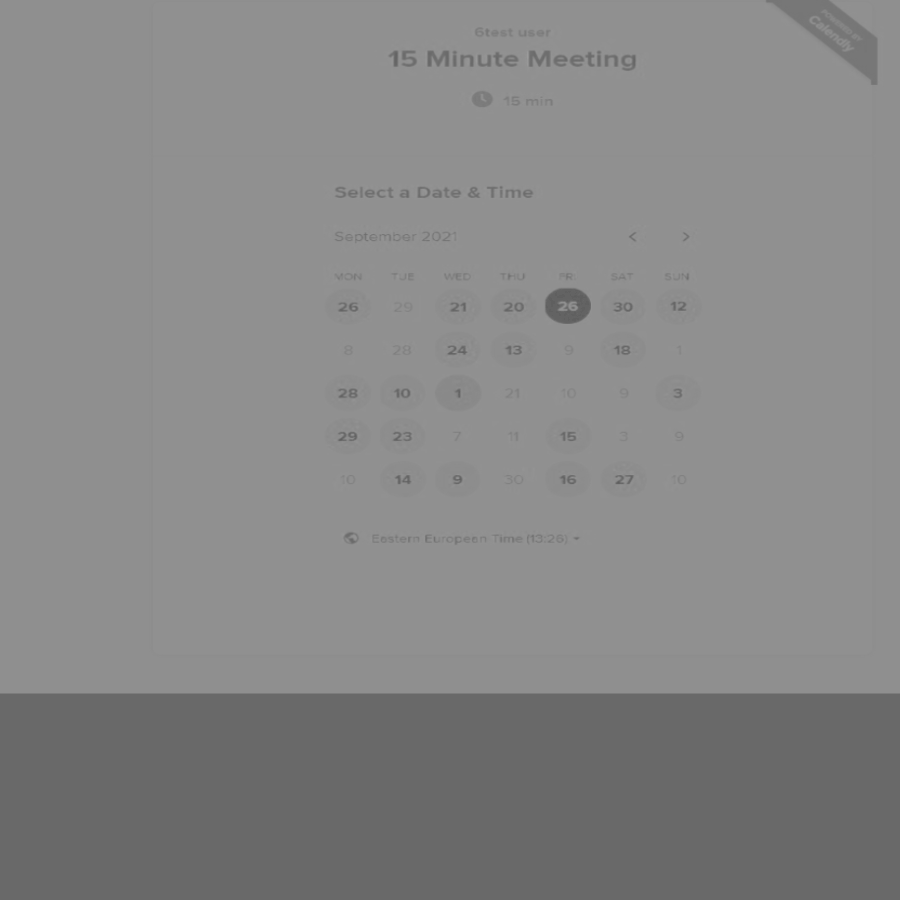 POWERED BY
Calendly
6test user
15 Minute Meeting
15 min
Select a Date & Time
September 2021
MON TUE WED THU FRI SAT SUN
26 29 21 20 26 30 12
8 28 24 13 9 18 1
28 10 1 21 10 9 3
29 23 7 11 15 3 9
10 14 9 30 16 27 10
Eastern European Time (13:26)